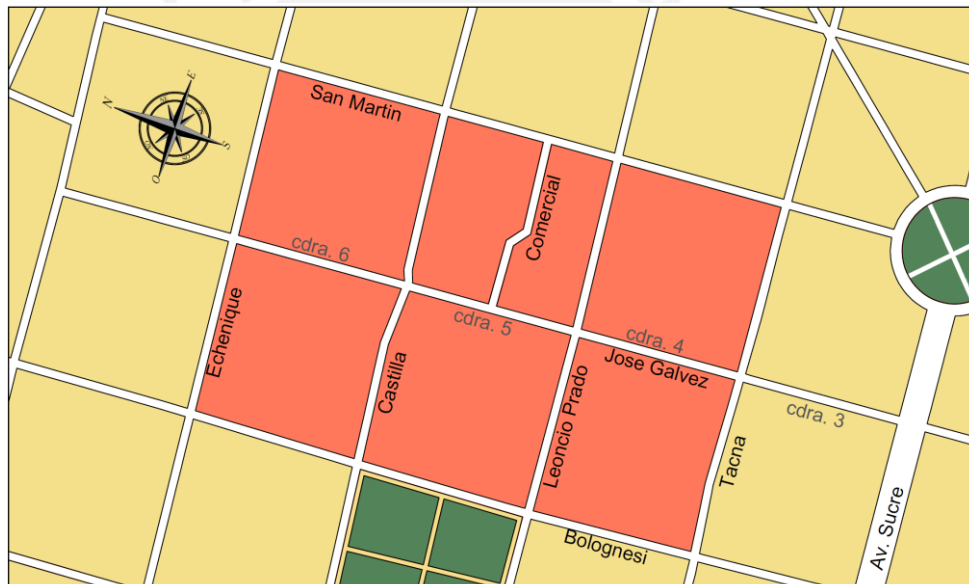 San Martin
E
N
S
O
Comercial
cdra. 6
cdra. 5
cdra. 4
Echenique
Castilla
Leoncio Prado
Jose Galvez
cdra. 3
Tacna
Av. Sucre
Bolognesi